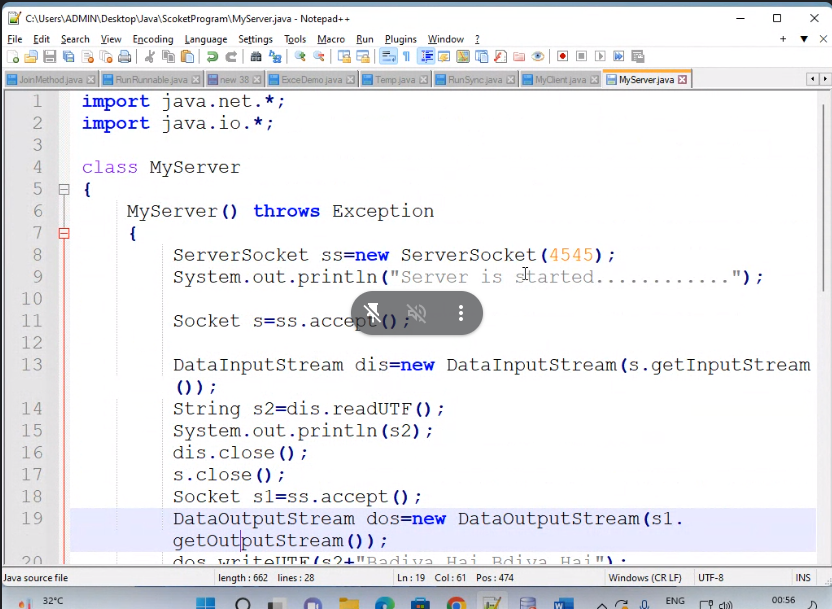 C:\Users\ADMIN\Desktop\Java\ScoketProgram\MyServer.java - Notepad++
File Edit Search View Encoding Language Settings Tools Macro Run Plugins Window ?
JoinMethod.java RunRunnable.java new 38 ExceDemo.java Temp.java RunSync.java MyClient.java MyServer.java
1 import java.net.*;
2 import java.io.*;
3
4 class MyServer
5 {
6 MyServer() throws Exception
7 {
8 ServerSocket ss=new ServerSocket(4545);
9 System.out.println("Server is started............");
10
11 Socket s=ss.accept();
12
13 DataInputStream dis=new DataInputStream(s.getInputStream
());
14 String s2=dis.readUTF();
15 System.out.println(s2);
16 dis.close();
17 s.close();
18 Socket s1=ss.accept();
19 DataOutputStream dos=new DataOutputStream(s1.
getOutputStream());
20 dos.writeUTF(s2+"Badiya Hai Bdiya Hai");
Java source file length : 662 lines : 28 Ln : 19 Col : 61 Pos : 474 Windows (CR LF) UTF-8 INS
32°C ENG 00:56